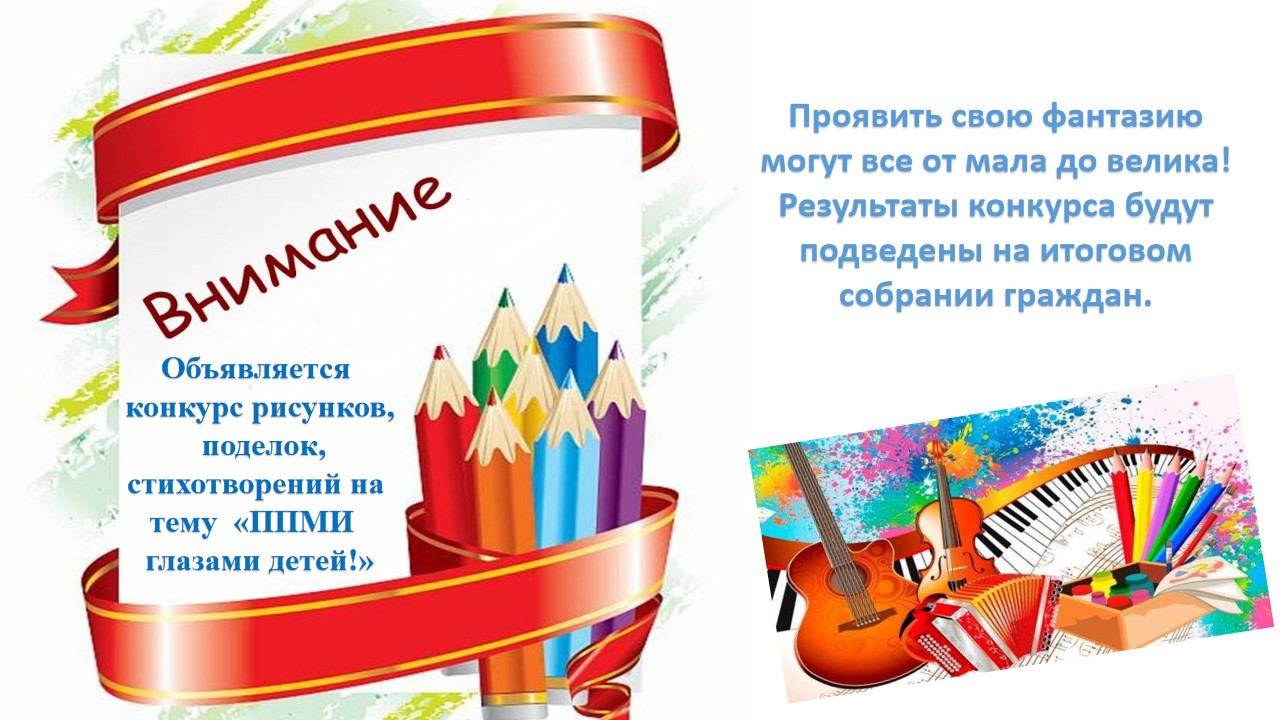 Внимание
Объявляется
конкурс рисунков,
поделок,
стихотворений на
тему «ППМИ
глазами детей!»
Проявить свою фантазию
могут все от мала до велика!
Результаты конкурса будут
подведены на итоговом
собрании граждан.